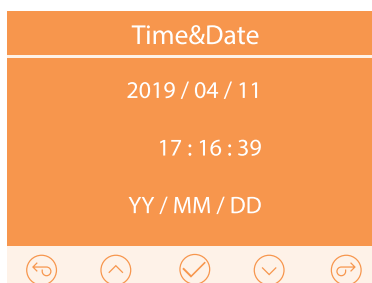 Time&Date
2019 / 04 / 11
17 : 16 : 39
YY / MM / DD